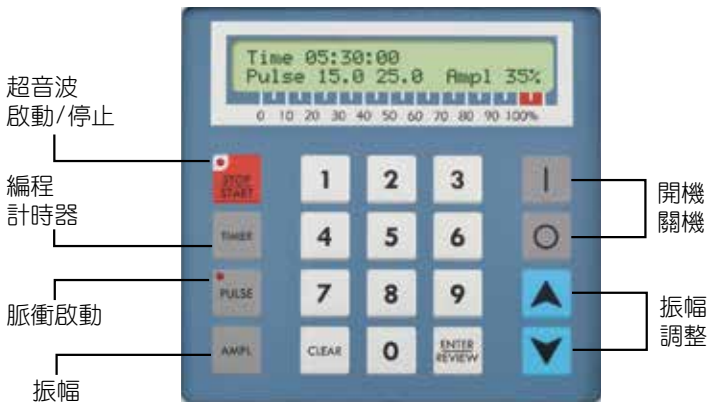 Time 05:30:00
Pulse 15.0 25.0 Ampl 35%
0 10 20 30 40 50 60 70 80 90 100%
超音波
啟動/停止
STOP
START
1 2 3
開機
關機
編程
計時器
TIMER
4 5 6
脈衝啟動
PULSE
7 8 9
振幅
調整
振幅
AMPL
CLEAR
0
ENTER
REVIEW